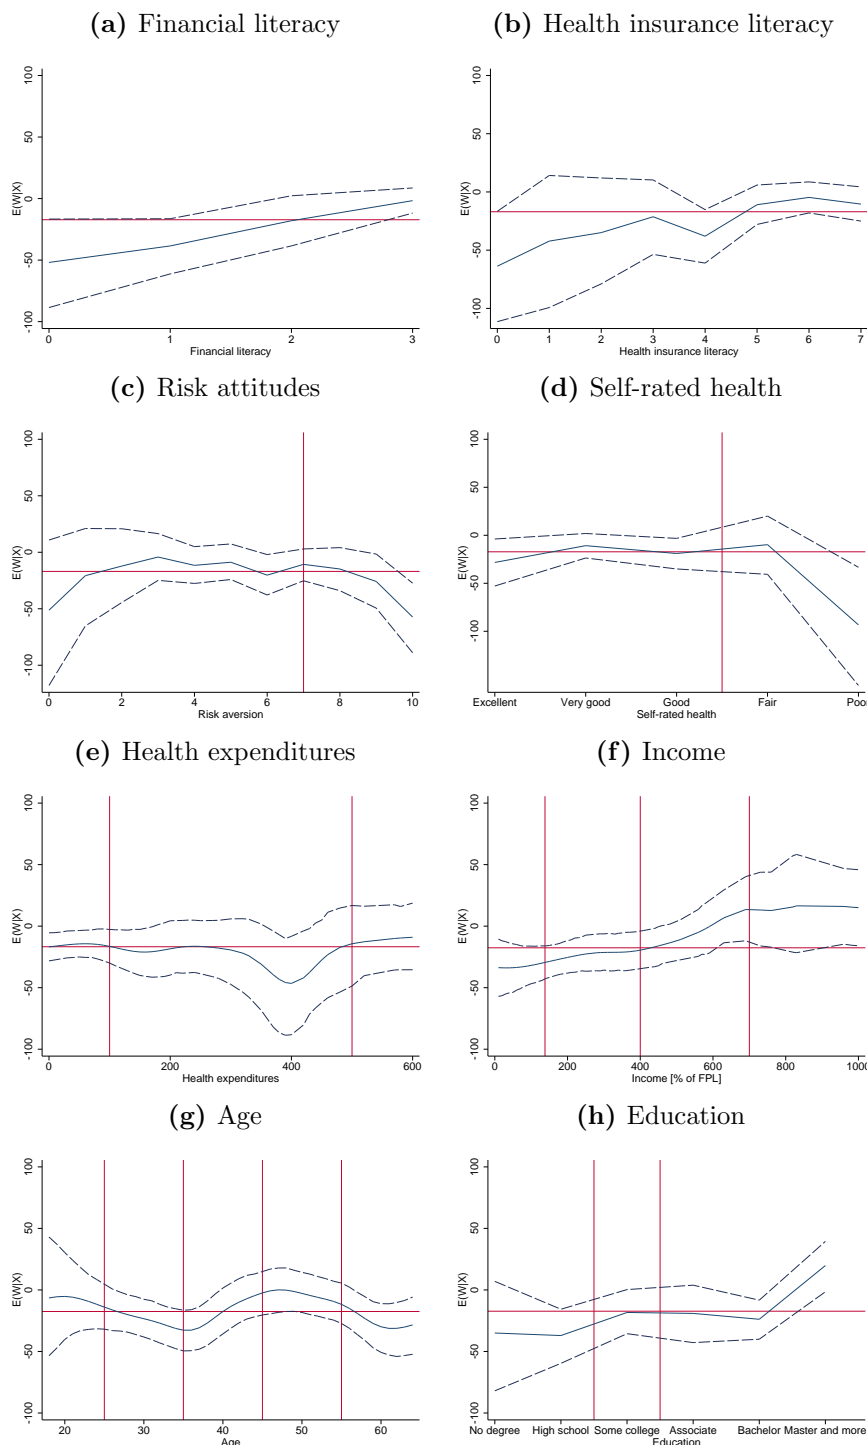 (a) Financial literacy
(b) Health insurance literacy
E(W|X)
100
50
0
-50
-100
0 1 2 3
Financial literacy
E(W|X)
100
50
0
-50
-100
0 1 2 3 4 5 6 7
Health insurance literacy
(c) Risk attitudes
(d) Self-rated health
E(W|X)
100
50
0
-50
-100
0 2 4 6 8 10
Risk aversion
E(W|X)
100
50
0
-50
-100
Excellent Very good Good Fair Poor
Self-rated health
(e) Health expenditures
(f) Income
E(W|X)
100
50
0
-50
-100
0 200 400 600
Health expenditures
E(W|X)
100
50
0
-50
-100
0 200 400 600 800 1000
Income [% of FPL]
(g) Age
(h) Education
E(W|X)
100
50
0
-50
-100
20 30 40 50 60
Age
E(W|X)
100
50
0
-50
-100
No degree High school Some college Associate Bachelor Master and more
Education